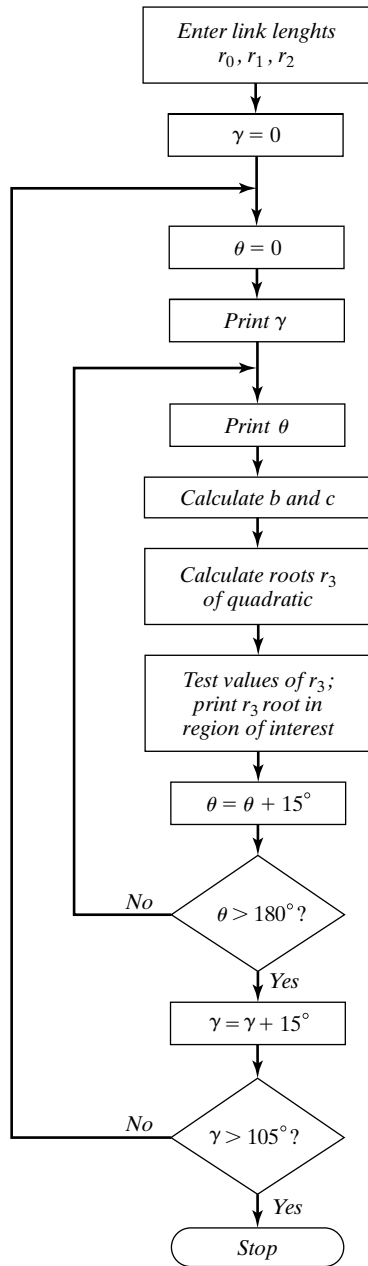 Enter link lenghts
r₀, r₁, r₂
γ = 0
θ = 0
Print γ
Print θ
Calculate b and c
Calculate roots r₃
of quadratic
Test values of r₃;
print r₃ root in
region of interest
θ = θ + 15°
No
θ > 180°?
Yes
γ = γ + 15°
No
γ > 105°?
Yes
Stop